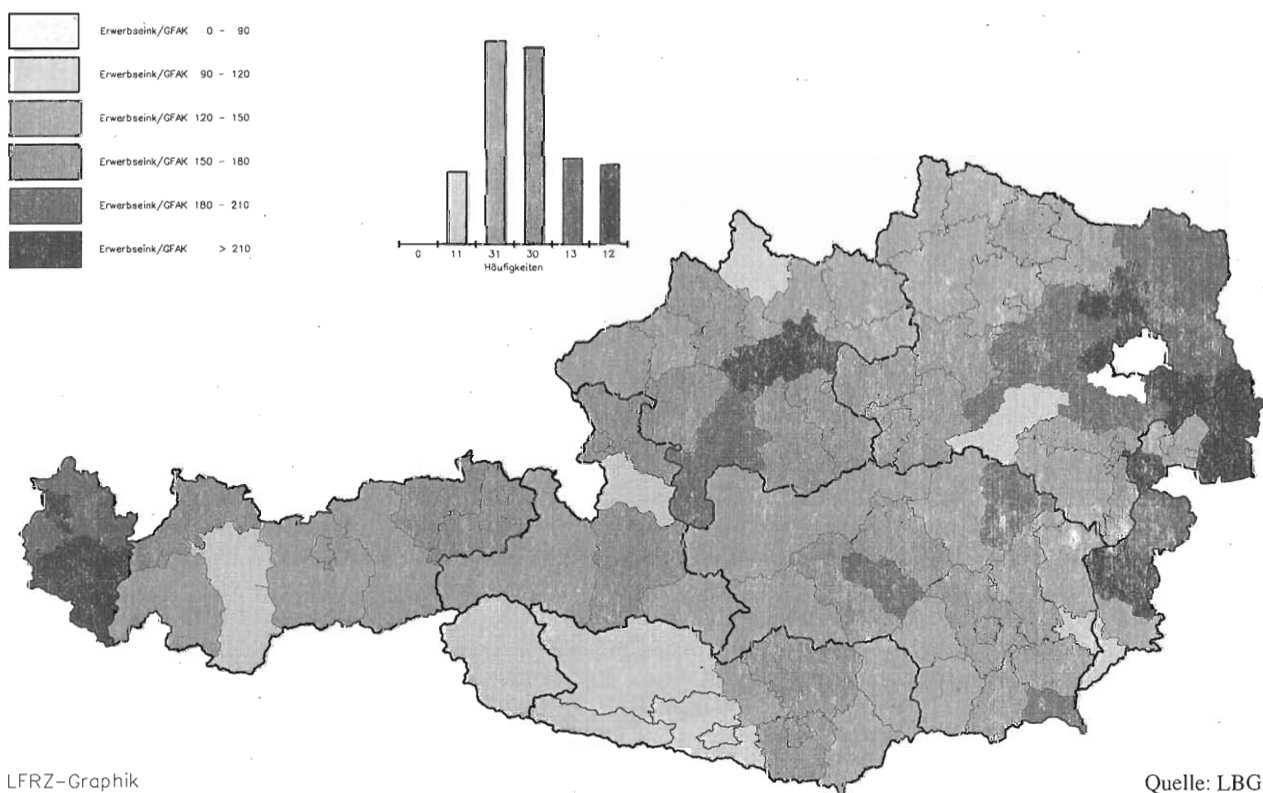 Erwerbseink/GFAK 0 - 90
Erwerbseink/GFAK 90 - 120
Erwerbseink/GFAK 120 - 150
Erwerbseink/GFAK 150 - 180
Erwerbseink/GFAK 180 - 210
Erwerbseink/GFAK > 210
0 11 31 30 13 12
Häufigkeiten
LFRZ-Graphik
Quelle: LBG